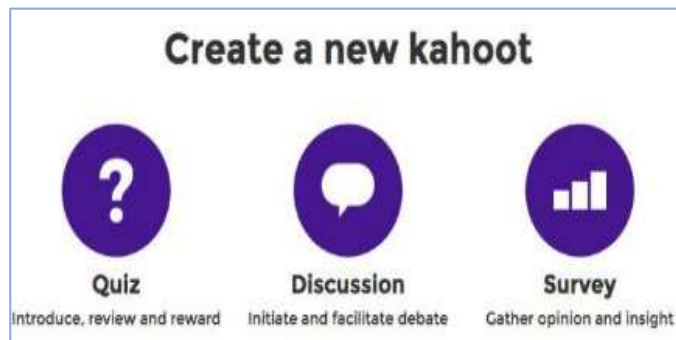 Create a new kahoot
?
Quiz
Introduce, review and reward
Discussion
Initiate and facilitate debate
Survey
Gather opinion and insight